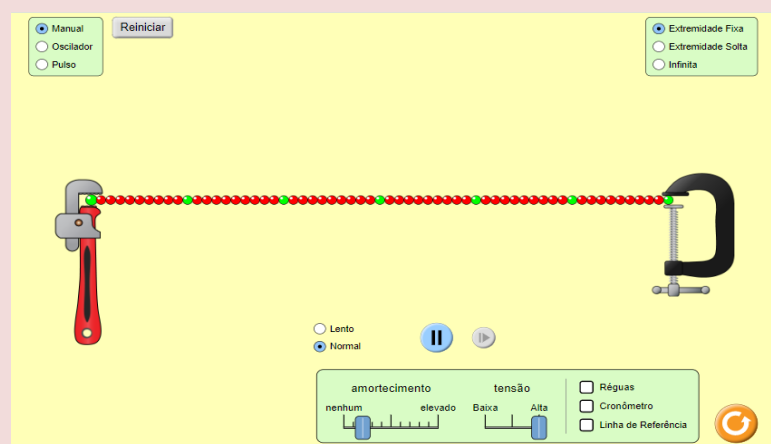 Manual
Oscilador
Pulso
Reiniciar
Extremidade Fixa
Extremidade Solta
Infinita
Lento
Normal
amortecimento
nenhum
elevado
tensão
Baixa
Alta
Réguas
Cronômetro
Linha de Referência